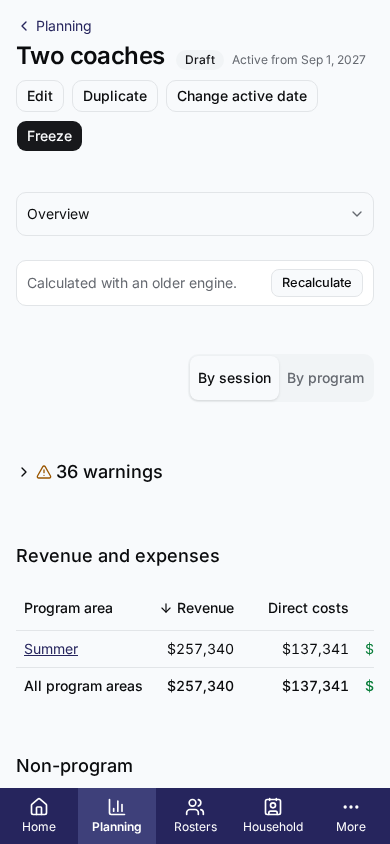 Planning
Two coaches Draft Active from Sep 1, 2027
Edit Duplicate Change active date
Freeze
Overview
Calculated with an older engine. Recalculate
By session By program
36 warnings
Revenue and expenses
Program area Revenue Direct costs
Summer $257,340 $137,141 $
All program areas $257,340 $137,141 $
Non-program
Home Planning Rosters Household More